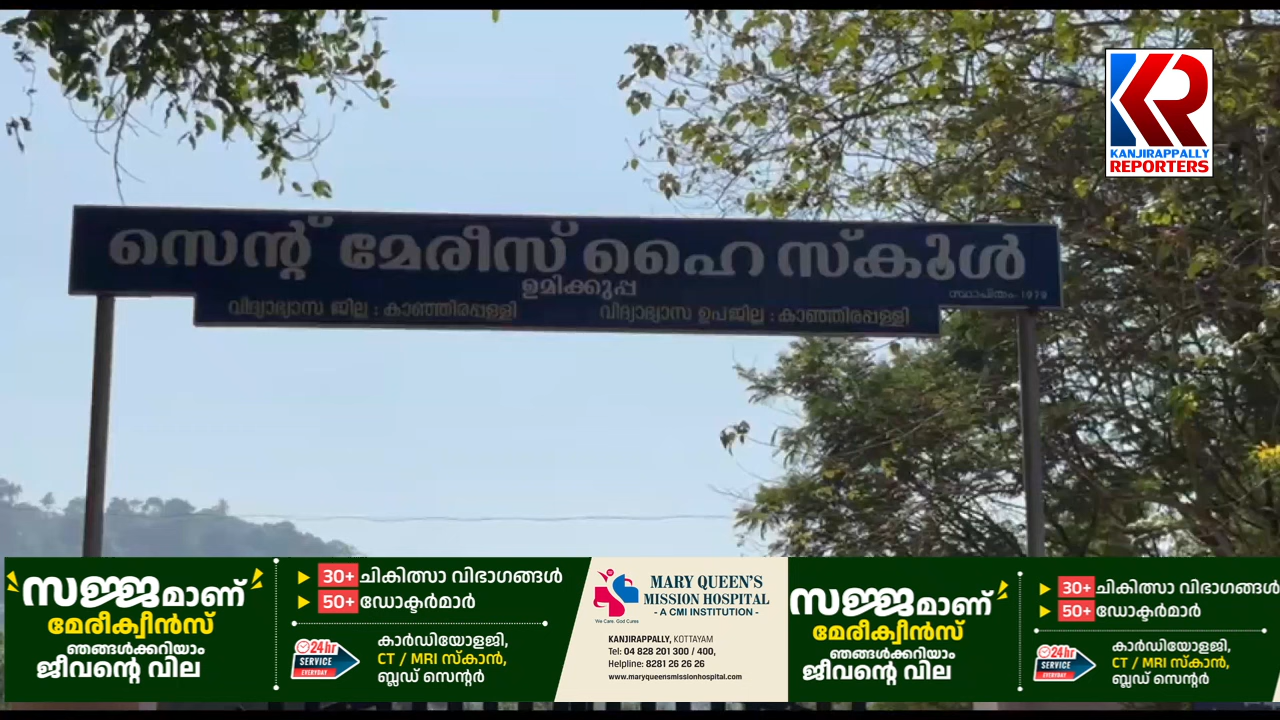 KR
KANJIRAPPALLY
REPORTERS
സെന്റ് മേരീസ് ഹൈ സ്കൂൾ
ഉമിക്കുപ്പ
സ്ഥാപിതം 1979
വിദ്യാഭ്യാസ ജില്ല : കാഞ്ഞിരപ്പള്ളി
വിദ്യാഭ്യാസ ഉപജില്ല : കാഞ്ഞിരപ്പള്ളി
സജ്ജമാണ്
മേരീക്വീൻസ്
ഞങ്ങൾക്കറിയാം
ജീവന്റെ വില
30+ ചികിത്സാ വിഭാഗങ്ങൾ
50+ ഡോക്ടർമാർ
24hr
SERVICE
EVERYDAY
കാർഡിയോളജി,
CT / MRI സ്കാൻ,
ബ്ലഡ് സെന്റർ
We Care. God Cures
MARY QUEEN'S
MISSION HOSPITAL
- A CMI INSTITUTION -
KANJIRAPPALLY, KOTTAYAM
Tel: 04 828 201 300 / 400,
Helpline: 8281 26 26 26
www.maryqueensmissionhospital.com
സജ്ജമാണ്
മേരീക്വീൻസ്
ഞങ്ങൾക്കറിയാം
ജീവന്റെ വില
30+ ചികിത്സാ വിഭാഗങ്ങൾ
50+ ഡോക്ടർമാർ
24hr
SERVICE
EVERYDAY
കാർഡിയോളജി,
CT / MRI സ്കാൻ,
ബ്ലഡ് സെന്റർ